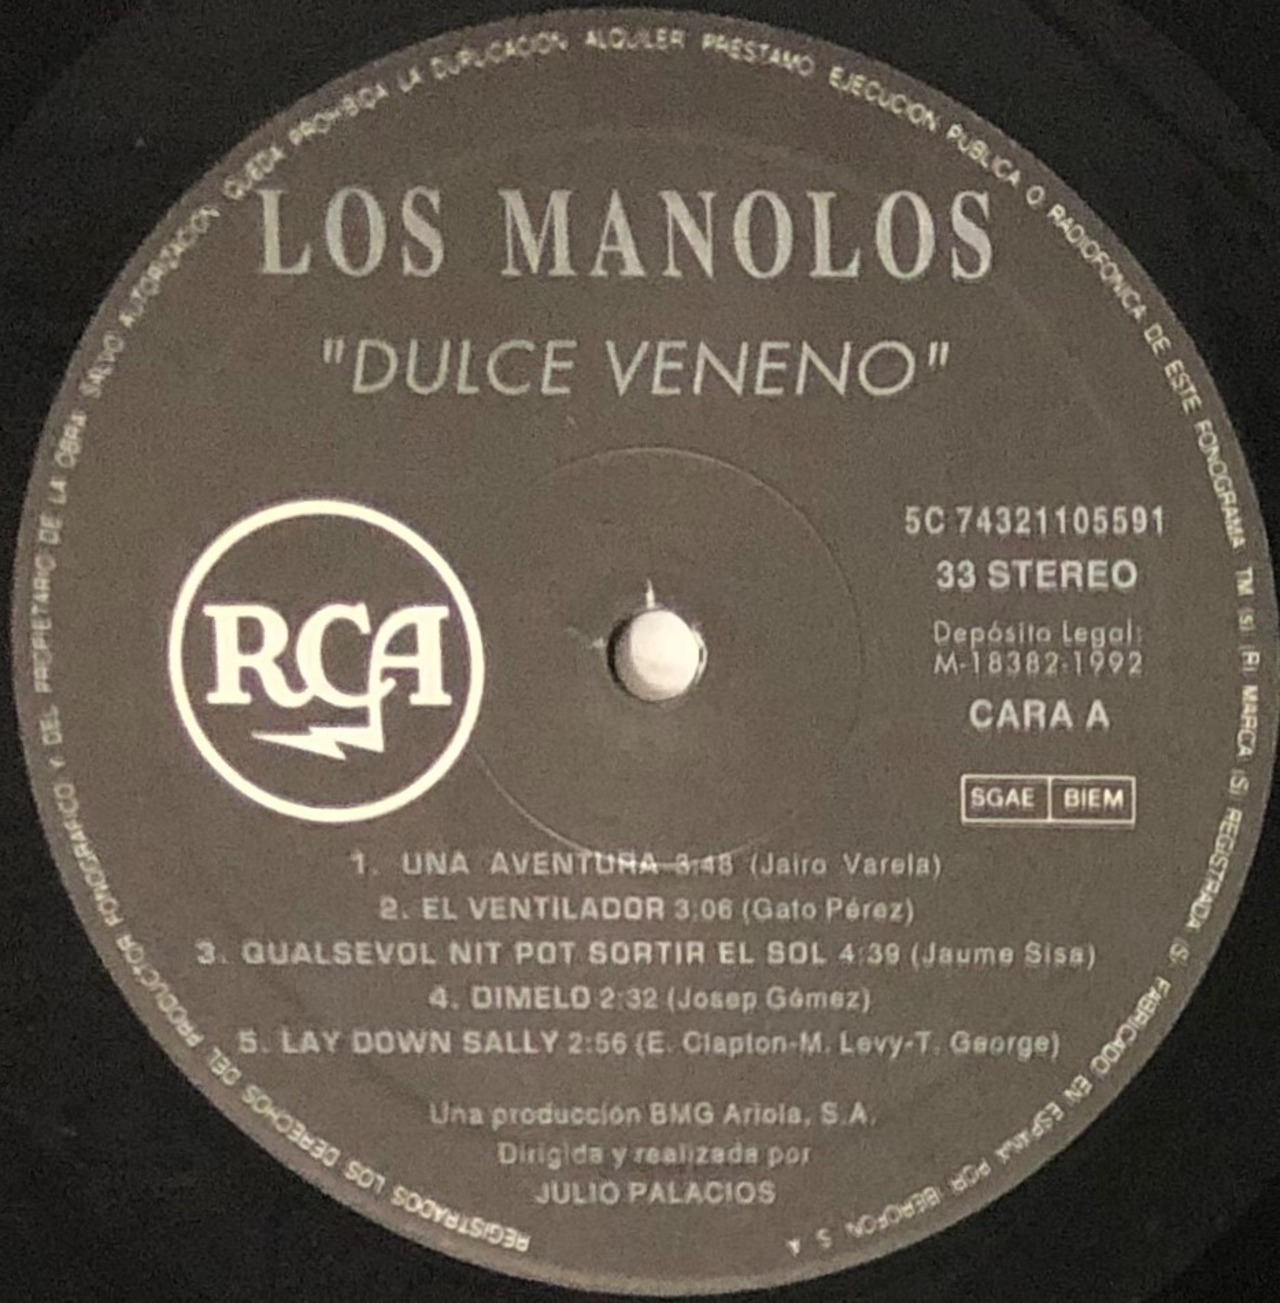 LOS MANOLOS
"DULCE VENENO"
RCA
5C 74321105591
33 STEREO
Depósito Legal:
M-18382-1992
CARA A
SGAE BIEM
1. UNA AVENTURA 3:48 (Jairo Varela)
2. EL VENTILADOR 3:06 (Gato Pérez)
3. QUALSEVOL NIT POT SORTIR EL SOL 4:39 (Jaume Sisa)
4. DIMELO 2:32 (Josep Gómez)
5. LAY DOWN SALLY 2:56 (E. Clapton-M. Levy-T. George)
Una producción BMG Ariola, S.A.
Dirigida y realizada por
JULIO PALACIOS
REGISTRADOS LOS DERECHOS DEL PRODUCTOR FONOGRAFICO Y DEL PROPIETARIO DE LA OBRA SALVO AUTORIZACION QUEDA PROHIBIDA LA DUPLICACION ALQUILER PRESTAMO EJECUCION PUBLICA O RADIOFONICA DE ESTE FONOGRAMA TM (S) (R) MARCA (S) REGISTRADA (S) FABRICADO EN ESPAÑA POR IBEROFON S A